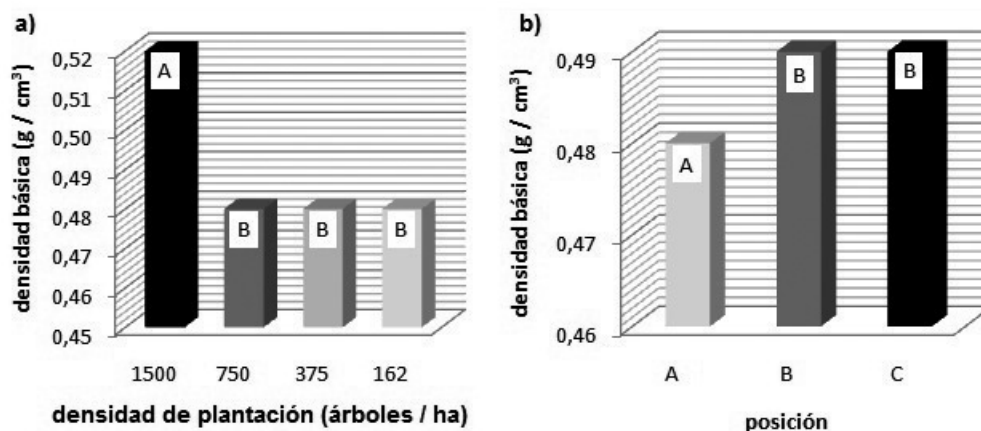 a)
densidad básica (g / cm³)
0,52
0,51
0,50
0,49
0,48
0,47
0,46
0,45
A
B
B
B
1500 750 375 162
densidad de plantación (árboles / ha)
b)
densidad básica (g / cm³)
0,49
0,48
0,47
0,46
A
B
B
A B C
posición